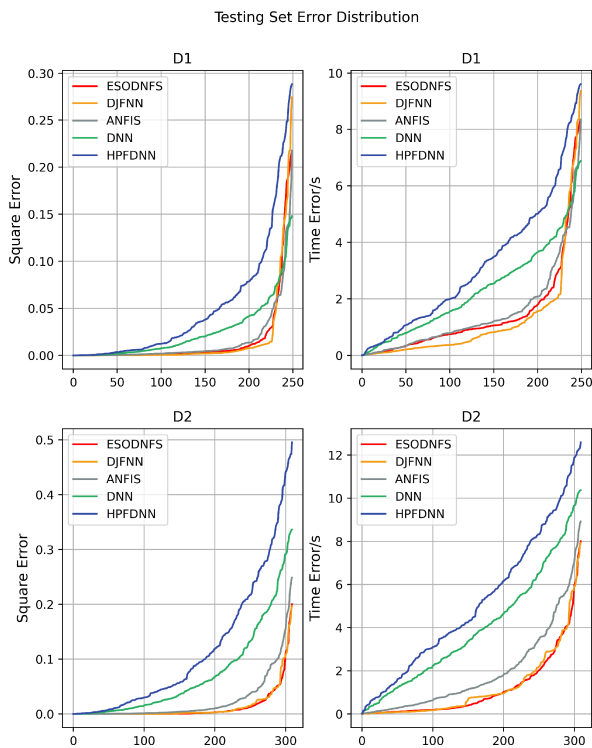 Testing Set Error Distribution
D1
Square Error
0.30
0.25
0.20
0.15
0.10
0.05
0.00
ESODNFS
DJFNN
ANFIS
DNN
HPFDNN
0 50 100 150 200 250
D1
Time Error/s
10
8
6
4
2
0
ESODNFS
DJFNN
ANFIS
DNN
HPFDNN
0 50 100 150 200 250
D2
Square Error
0.5
0.4
0.3
0.2
0.1
0.0
ESODNFS
DJFNN
ANFIS
DNN
HPFDNN
0 100 200 300
D2
Time Error/s
12
10
8
6
4
2
0
ESODNFS
DJFNN
ANFIS
DNN
HPFDNN
0 100 200 300